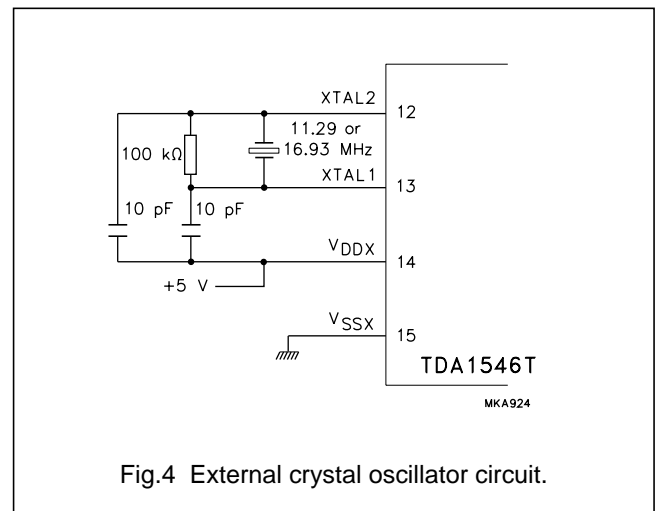 XTAL2
12
11.29 or
16.93 MHz
100 kΩ
XTAL1
13
10 pF 10 pF
VDDX
14
+5 V
VSSX
15
TDA1546T
MKA924
Fig.4 External crystal oscillator circuit.